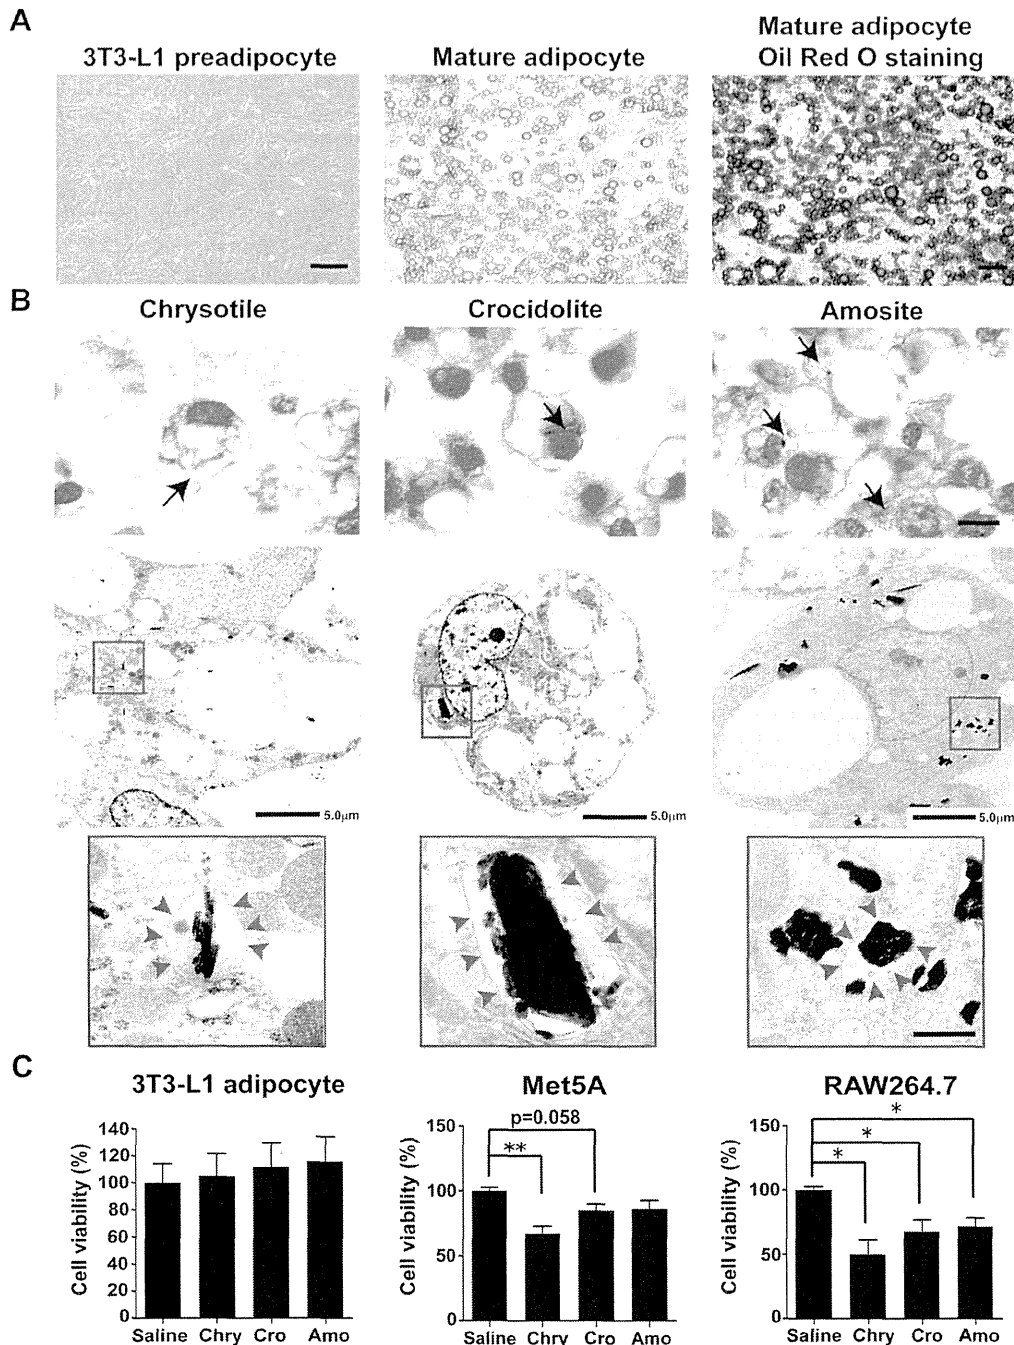 A
3T3-L1 preadipocyte
Mature adipocyte
Mature adipocyte
Oil Red O staining
B
Chrysotile
Crocidolite
Amosite
5.0μm
5.0μm
5.0μm
C
3T3-L1 adipocyte
Cell viability (%)
140
120
100
80
60
40
20
0
Saline Chry Cro Amo
Met5A
Cell viability (%)
p=0.058
**
150
100
50
0
Saline Chry Cro Amo
RAW264.7
Cell viability (%)
*
*
*
150
100
50
0
Saline Chry Cro Amo